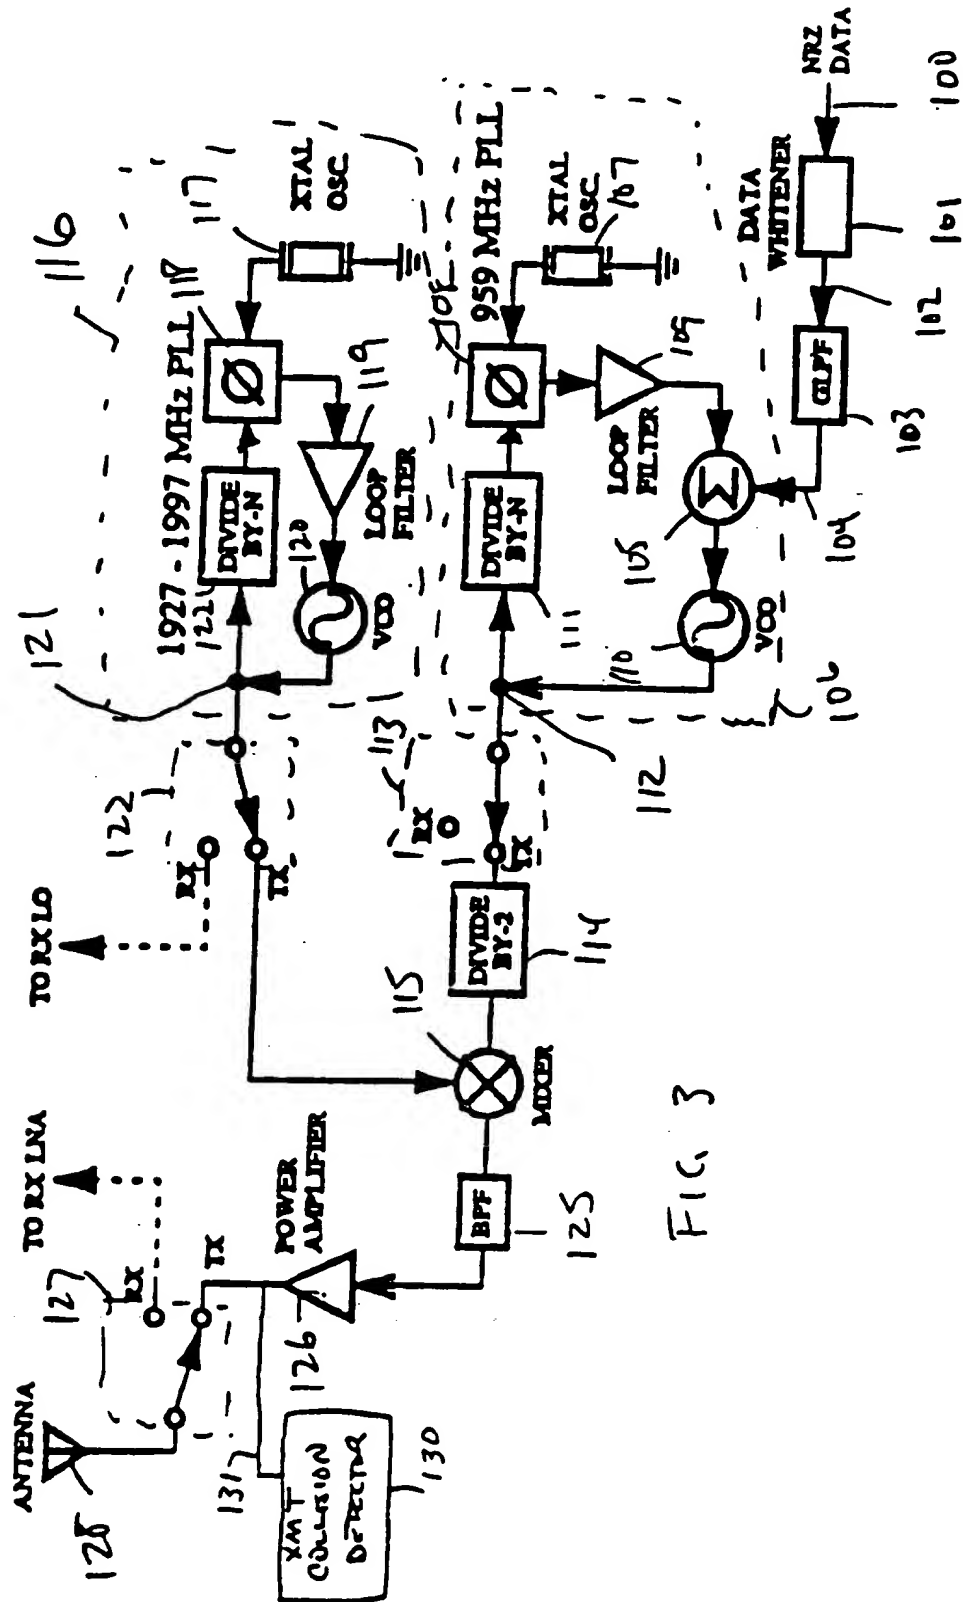 ANTENNA
128
127
RX
TX
TO RX LNA
POWER
AMPLIFIER
126
131
XMT
COLLISION
DETECTOR
130
TO RX LO
122
RX
TX
121
116
1927 - 1997 MHz PLL
122
DIVIDE
BY-N
118
Ø
117
XTAL
OSC.
119
LOOP
FILTER
120
VCO
BPF
125
115
MIXER
DIVIDE
BY-2
114
113
RX
TX
112
959 MHz PLL
DIVIDE
BY-N
111
108
Ø
XTAL
OSC.
107
109
LOOP
FILTER
105
Σ
110
VCO
106
104
GLPF
103
102
DATA
WHITENER
101
NRZ
DATA
100
FIG 3